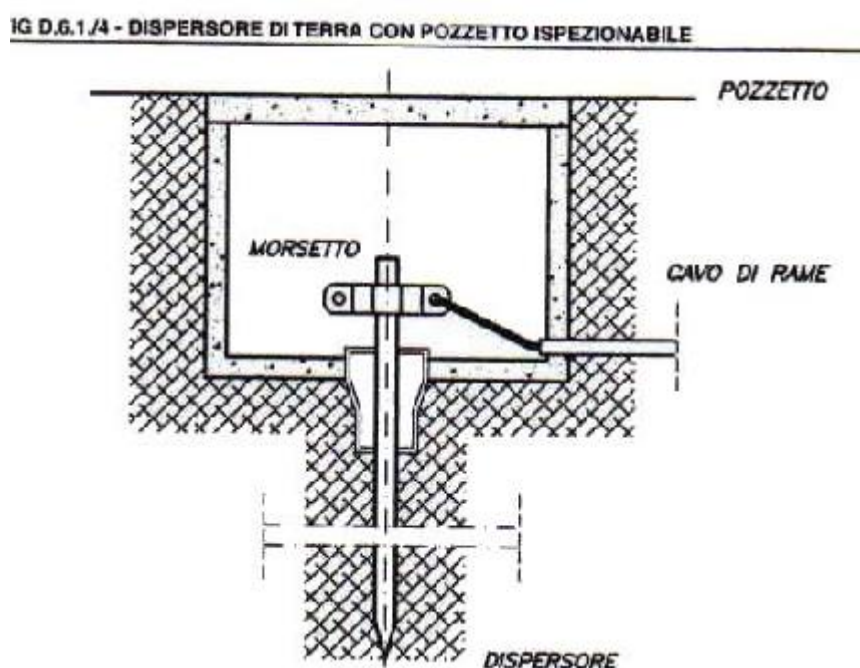 IG D.6.1./4 - DISPERSORE DI TERRA CON POZZETTO ISPEZIONABILE
POZZETTO
MORSETTO
CAVO DI RAME
DISPERSORE